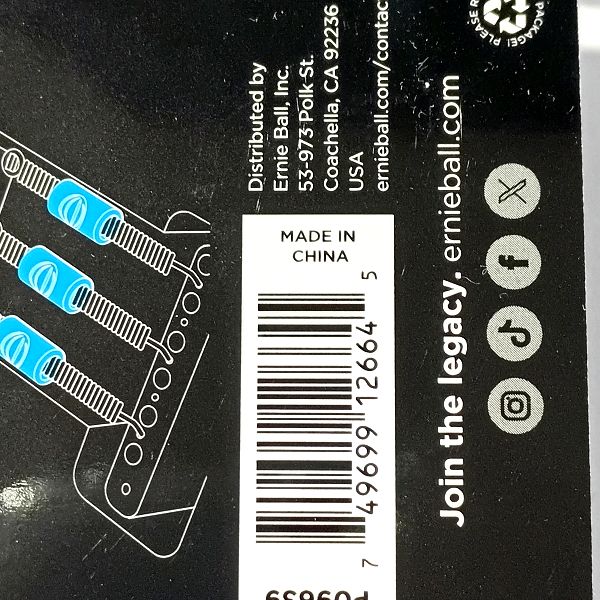 Distributed by
Ernie Ball, Inc.
53-973 Polk St.
Coachella, CA 92236
USA
ernieball.com/contac
MADE IN
CHINA
7 49699 12664 5
Join the legacy. ernieball.com